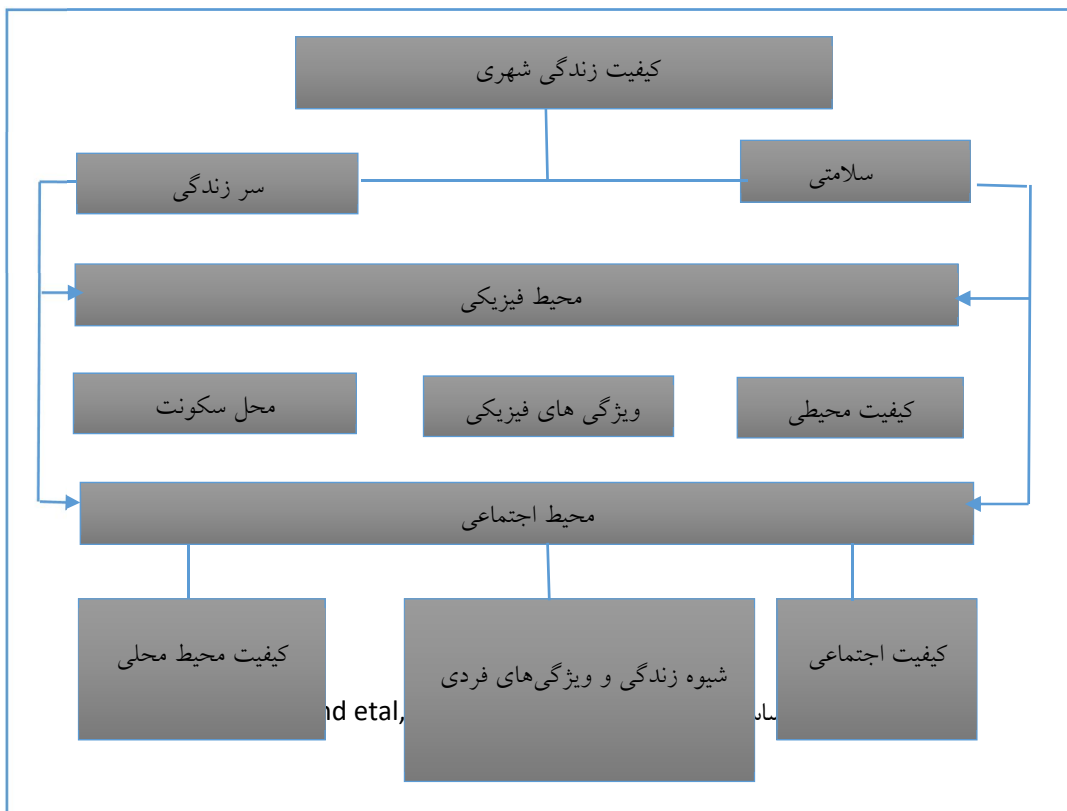 کیفیت زندگی شهری
سلامتی
سر زندگی
محیط فیزیکی
کیفیت محیطی
ویژگی های فیزیکی
محل سکونت
محیط اجتماعی
کیفیت اجتماعی
شیوه زندگی و ویژگی‌های فردی
کیفیت محیط محلی
etal,